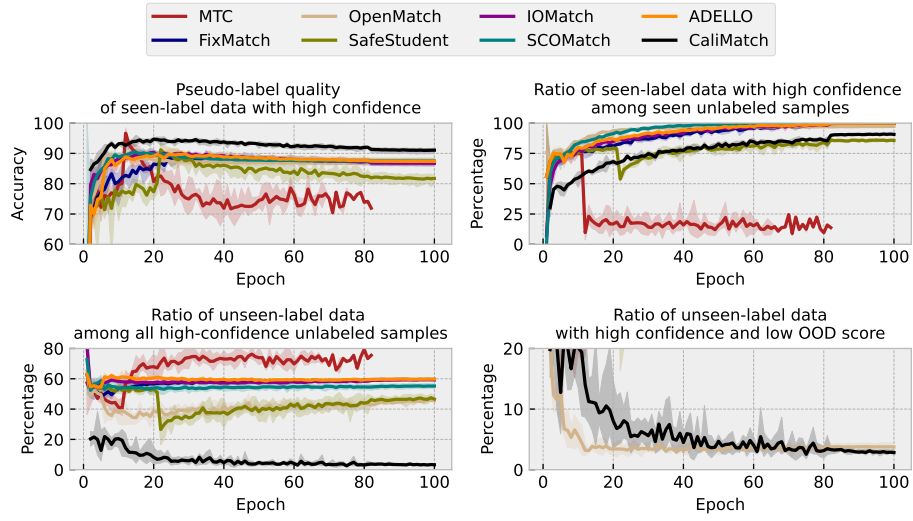 MTC OpenMatch IOMatch ADELLO
FixMatch SafeStudent SCOMatch CaliMatch
Pseudo-label quality
of seen-label data with high confidence
Accuracy
100
90
80
70
60
0 20 40 60 80 100
Epoch
Ratio of seen-label data with high confidence
among seen unlabeled samples
Percentage
100
75
50
25
0
0 20 40 60 80 100
Epoch
Ratio of unseen-label data
among all high-confidence unlabeled samples
Percentage
80
60
40
20
0
0 20 40 60 80 100
Epoch
Ratio of unseen-label data
with high confidence and low OOD score
Percentage
20
10
0
0 20 40 60 80 100
Epoch